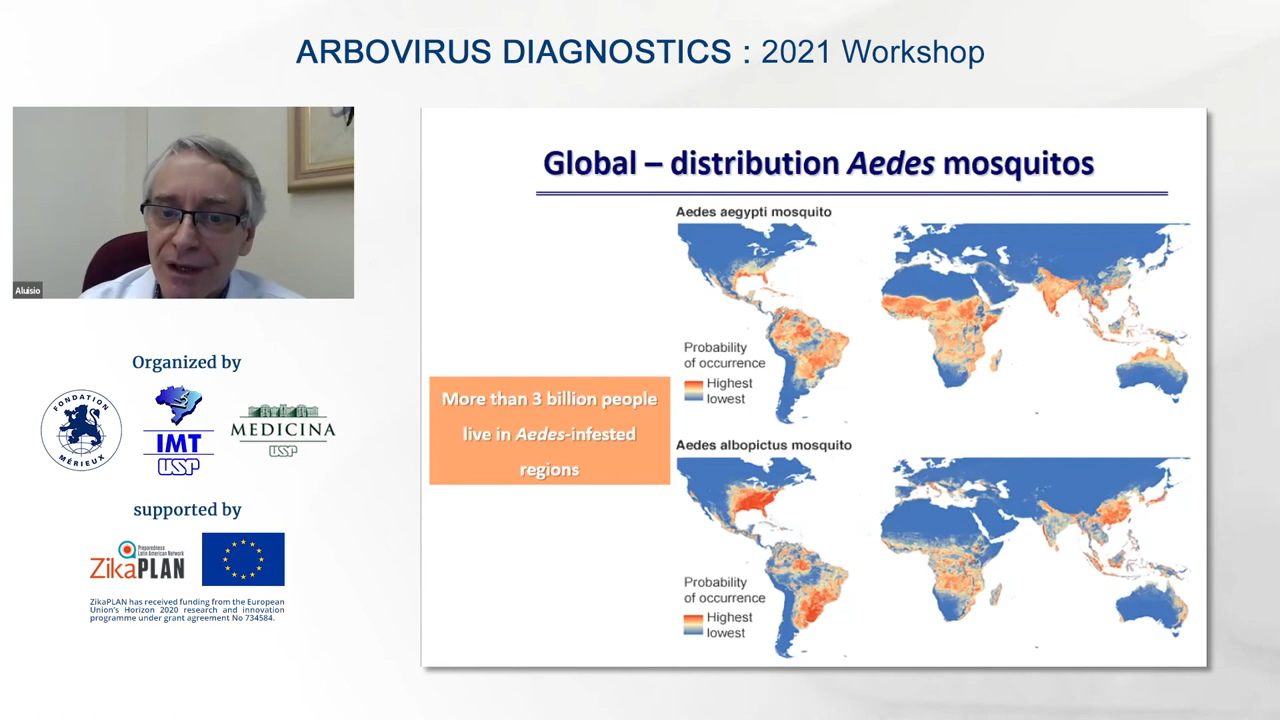 ARBOVIRUS DIAGNOSTICS : 2021 Workshop
Aluisio
Organized by
FONDATION
MÉRIEUX
IMT
USP
MEDICINA
USP
supported by
Preparedness
Latin American Network
ZikaPLAN
ZikaPLAN has received funding from the European
Union's Horizon 2020 research and innovation
programme under grant agreement No 734584.
Global – distribution Aedes mosquitos
More than 3 billion people
live in Aedes-infested
regions
Aedes aegypti mosquito
Probability
of occurrence
Highest
lowest
Aedes albopictus mosquito
Probability
of occurrence
Highest
lowest